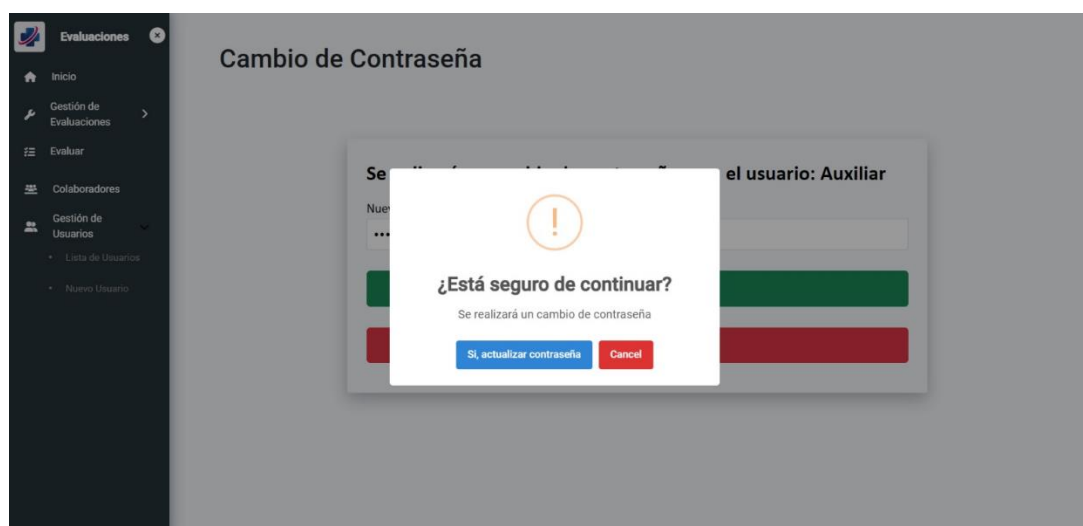 Evaluaciones
Inicio
Gestión de
Evaluaciones
Evaluar
Colaboradores
Gestión de
Usuarios
Lista de Usuarios
Nuevo Usuario
Cambio de Contraseña
Se el usuario: Auxiliar
¿Está seguro de continuar?
Se realizará un cambio de contraseña
Si, actualizar contraseña
Cancel